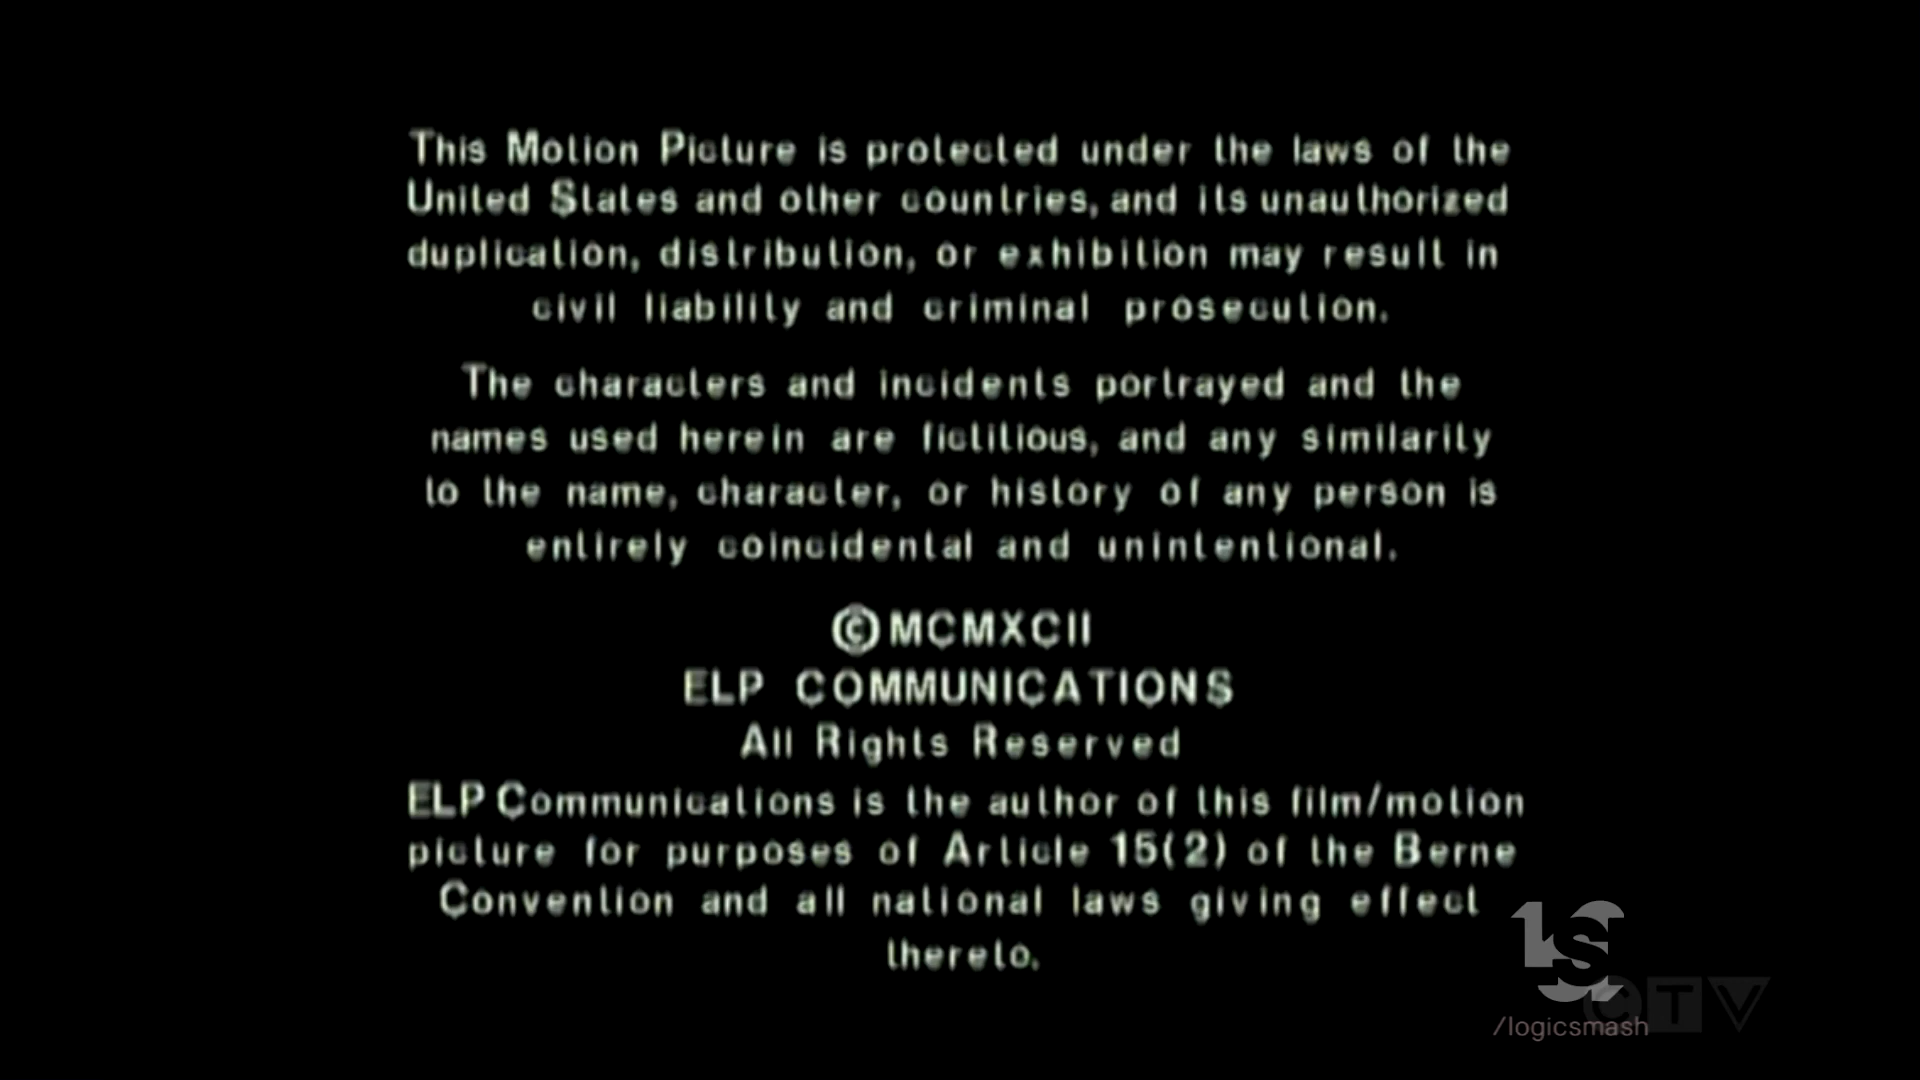 This Motion Picture is protected under the laws of the
United States and other countries, and its unauthorized
duplication, distribution, or exhibition may result in
civil liability and criminal prosecution.
The characters and incidents portrayed and the
names used herein are fictitious, and any similarity
to the name, character, or history of any person is
entirely coincidental and unintentional.
©MCMXCII
ELP COMMUNICATIONS
All Rights Reserved
ELP Communications is the author of this film/motion
picture for purposes of Article 15(2) of the Berne
Convention and all national laws giving effect
thereto.
LS
CTV
/logicsmash